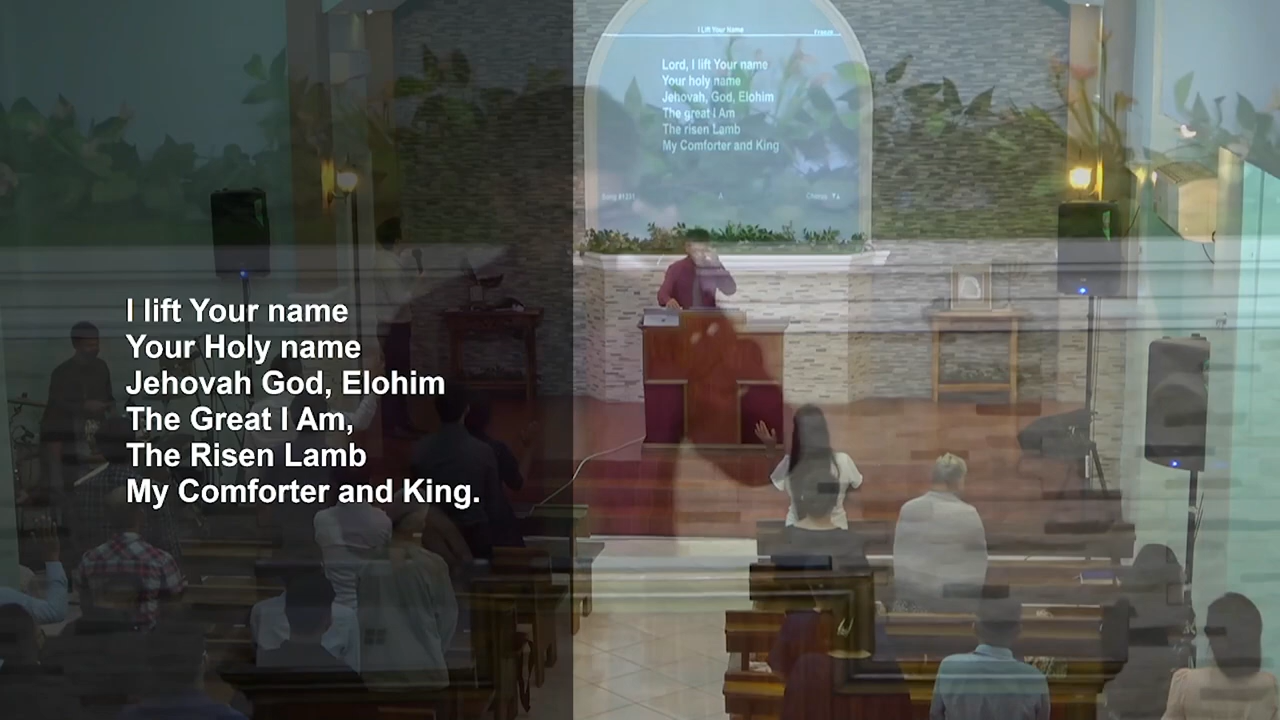 I Lift Your Name
Lord, I lift Your name
Your holy name
Jehovah, God, Elohim
The great I Am
The risen Lamb
My Comforter and King
I lift Your name
Your Holy name
Jehovah God, Elohim
The Great I Am,
The Risen Lamb
My Comforter and King.